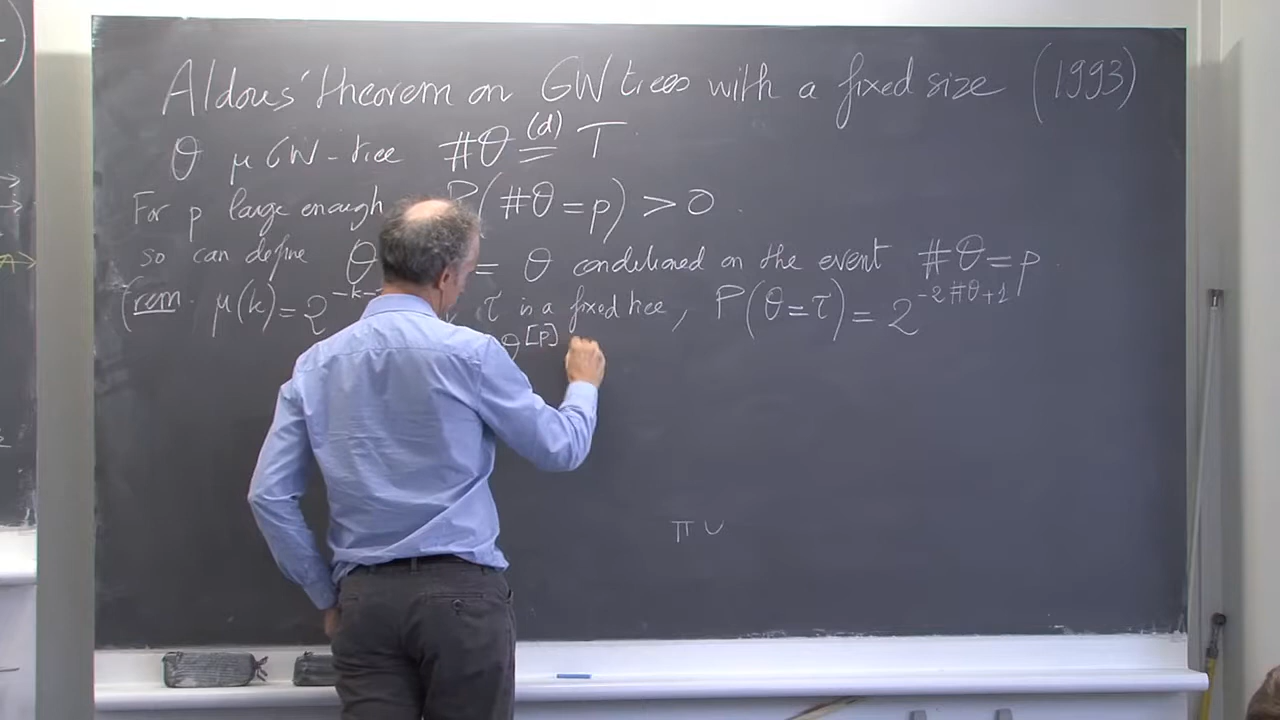 Aldous' theorem on GW trees with a fixed size (1993)
θ μ GW-tree #θ (d)= T
For p large enough P(#θ = p) > 0
so can define θ = θ conditioned on the event #θ = p.
(rem. μ(k) = 2^{-k-} τ is a fixed tree, P(θ = τ) = 2^{-2#θ+1}
θ^{[p]}
π ∪